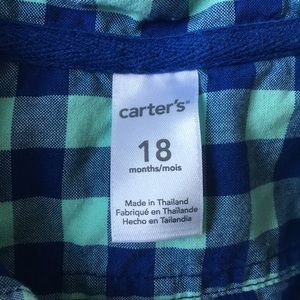 carter's
18
months/mois
Made in Thailand
Fabriqué en Thaïlande
Hecho en Tailandia